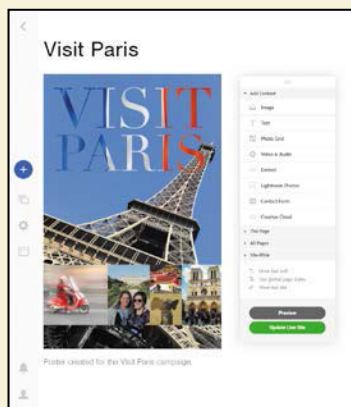 Visit Paris
VISIT
PARIS
Poster created for the Visit Paris campaign.
Add Content
Image
Text
Photo Grid
Video & Audio
Embed
Lightroom Photos
Contact Form
Creative Cloud
This Page
All Pages
Site-Wide
Preview
Update Live Site